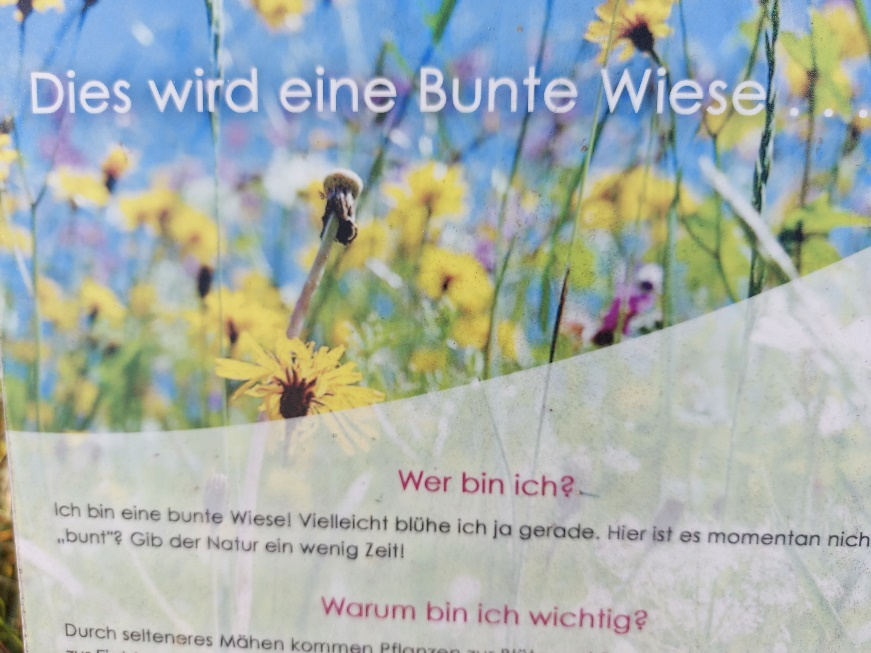 Dies wird eine Bunte Wiese . . .
Wer bin ich?
Ich bin eine bunte Wiese! Vielleicht blühe ich ja gerade. Hier ist es momentan nich
„bunt“? Gib der Natur ein wenig Zeit!
Warum bin ich wichtig?
Durch selteneres Mähen kommen Pflanzen zur